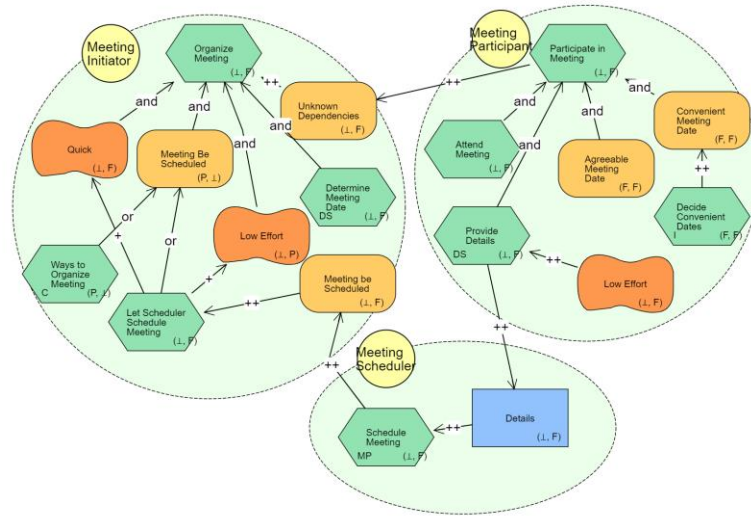 Meeting
Initiator
Organize
Meeting
(⊥, F)
++
Unknown
Dependencies
(⊥, F)
and
and
and
and
Quick
(⊥, F)
Meeting Be
Scheduled
(P, ⊥)
Determine
Meeting Date
DS (⊥, F)
or
+
or
Low Effort
(⊥, P)
Ways to
Organize
Meeting
C (P, ⊥)
+
Let Scheduler
Schedule
Meeting
(⊥, F)
++
Meeting be
Scheduled
(⊥, F)
++
Meeting
Participant
Participate in
Meeting
(⊥, F)
++
and
and
and
and
Convenient
Meeting
Date
(F, F)
Attend
Meeting
(⊥, F)
Agreeable
Meeting Date
(F, F)
++
Decide
Convenient
Dates
I (F, F)
Provide
Details
DS (⊥, F)
++
Low Effort
(⊥, F)
++
Meeting
Scheduler
Schedule
Meeting
MP (⊥, F)
++
Details
(⊥, F)